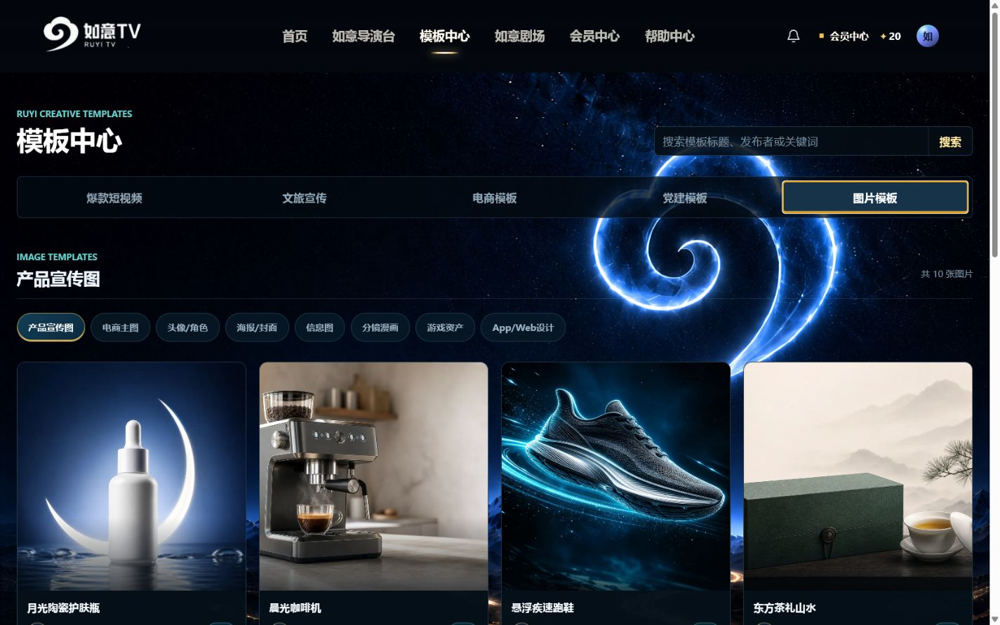 如意TV
RUYI TV
首页 如意导演台 模板中心 如意剧场 会员中心 帮助中心
会员中心 20 如
RUYI CREATIVE TEMPLATES
模板中心
搜索模板标题、发布者或关键词 搜索
爆款短视频 文旅宣传 电商模板 党建模板 图片模板
IMAGE TEMPLATES
产品宣传图
共 10 张图片
产品宣传图 电商主图 头像/角色 海报/封面 信息图 分镜漫画 游戏资产 App/Web设计
月光陶瓷护肤瓶 晨光咖啡机 悬浮疾速跑鞋 东方茶礼山水